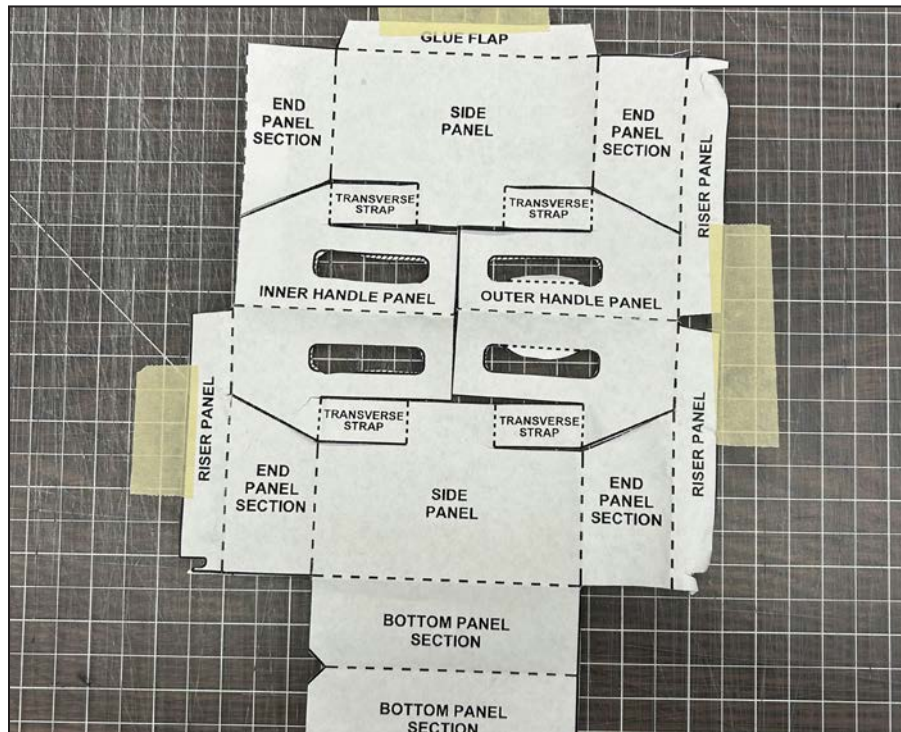 GLUE FLAP
END
PANEL
SECTION
SIDE
PANEL
END
PANEL
SECTION
RISER PANEL
TRANSVERSE
STRAP
TRANSVERSE
STRAP
INNER HANDLE PANEL
OUTER HANDLE PANEL
RISER PANEL
TRANSVERSE
STRAP
TRANSVERSE
STRAP
RISER PANEL
END
PANEL
SECTION
SIDE
PANEL
END
PANEL
SECTION
BOTTOM PANEL
SECTION
BOTTOM PANEL
SECTION